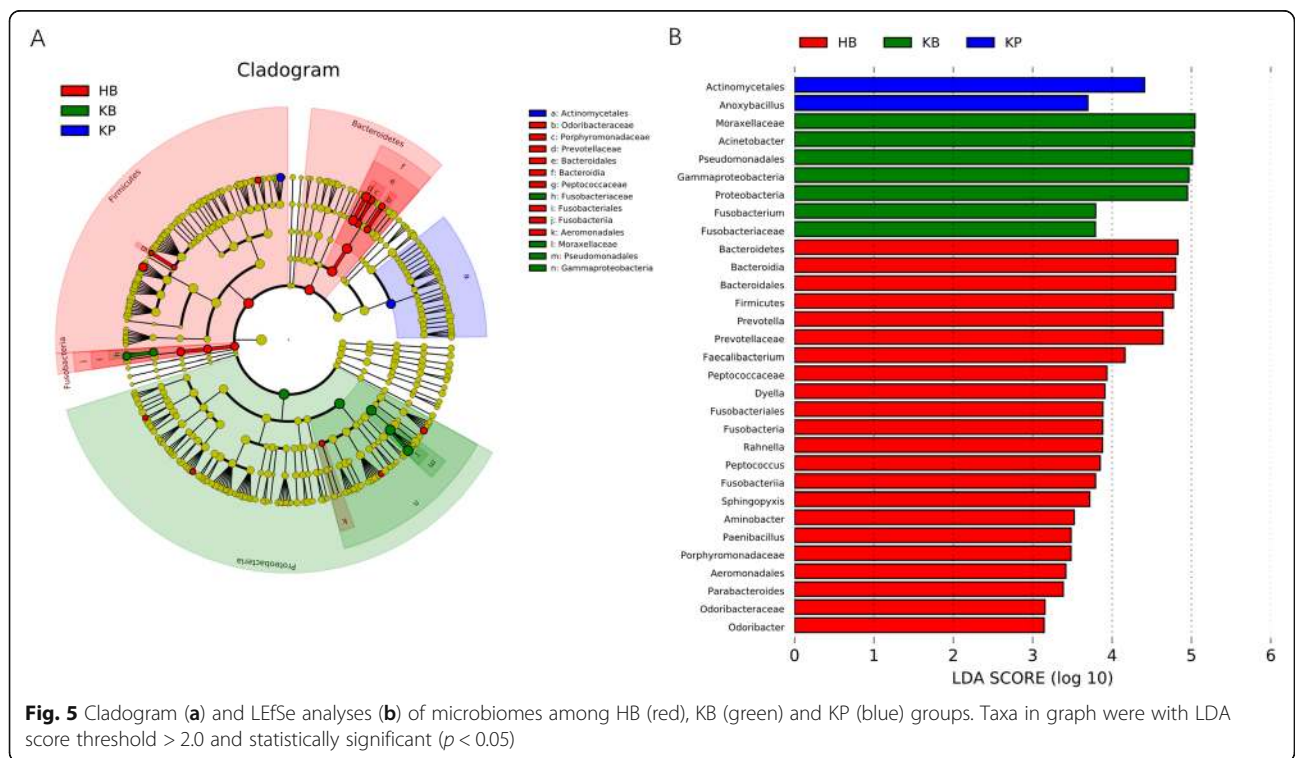 A
Cladogram
HB
KB
KP
Bacteroidetes
Firmicutes
Fusobacteria
Proteobacteria
f
e
d
c
b
a
g
h
i
j
k
l
m
n
a: Actinomycetales
b: Odoribacteraceae
c: Porphyromonadaceae
d: Prevotellaceae
e: Bacteroidales
f: Bacteroidia
g: Peptococcaceae
h: Fusobacteriaceae
i: Fusobacteriales
j: Fusobacteriia
k: Aeromonadales
l: Moraxellaceae
m: Pseudomonadales
n: Gammaproteobacteria
B
HB KB KP
Actinomycetales
Anoxybacillus
Moraxellaceae
Acinetobacter
Pseudomonadales
Gammaproteobacteria
Proteobacteria
Fusobacterium
Fusobacteriaceae
Bacteroidetes
Bacteroidia
Bacteroidales
Firmicutes
Prevotella
Prevotellaceae
Faecalibacterium
Peptococcaceae
Dyella
Fusobacteriales
Fusobacteria
Rahnella
Peptococcus
Fusobacteriia
Sphingopyxis
Aminobacter
Paenibacillus
Porphyromonadaceae
Aeromonadales
Parabacteroides
Odoribacteraceae
Odoribacter
0 1 2 3 4 5 6
LDA SCORE (log 10)
Fig. 5 Cladogram (a) and LEfSe analyses (b) of microbiomes among HB (red), KB (green) and KP (blue) groups. Taxa in graph were with LDA
score threshold > 2.0 and statistically significant (p < 0.05)